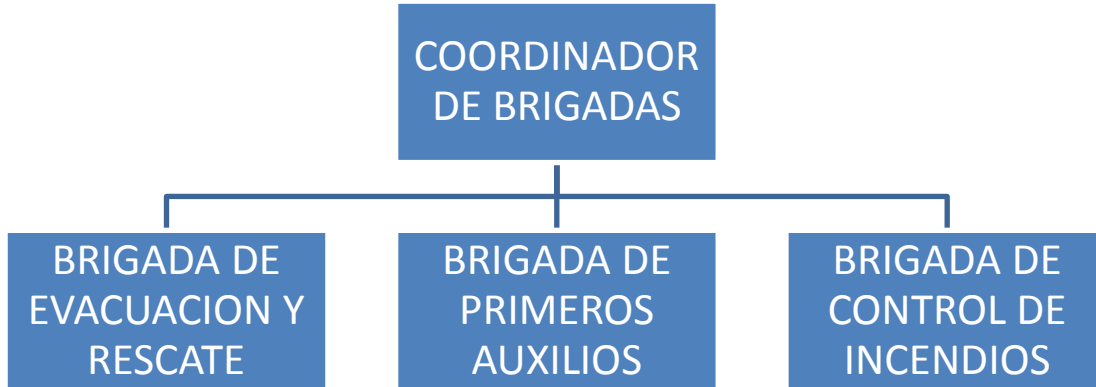 COORDINADOR
DE BRIGADAS
BRIGADA DE
EVACUACION Y
RESCATE
BRIGADA DE
PRIMEROS
AUXILIOS
BRIGADA DE
CONTROL DE
INCENDIOS